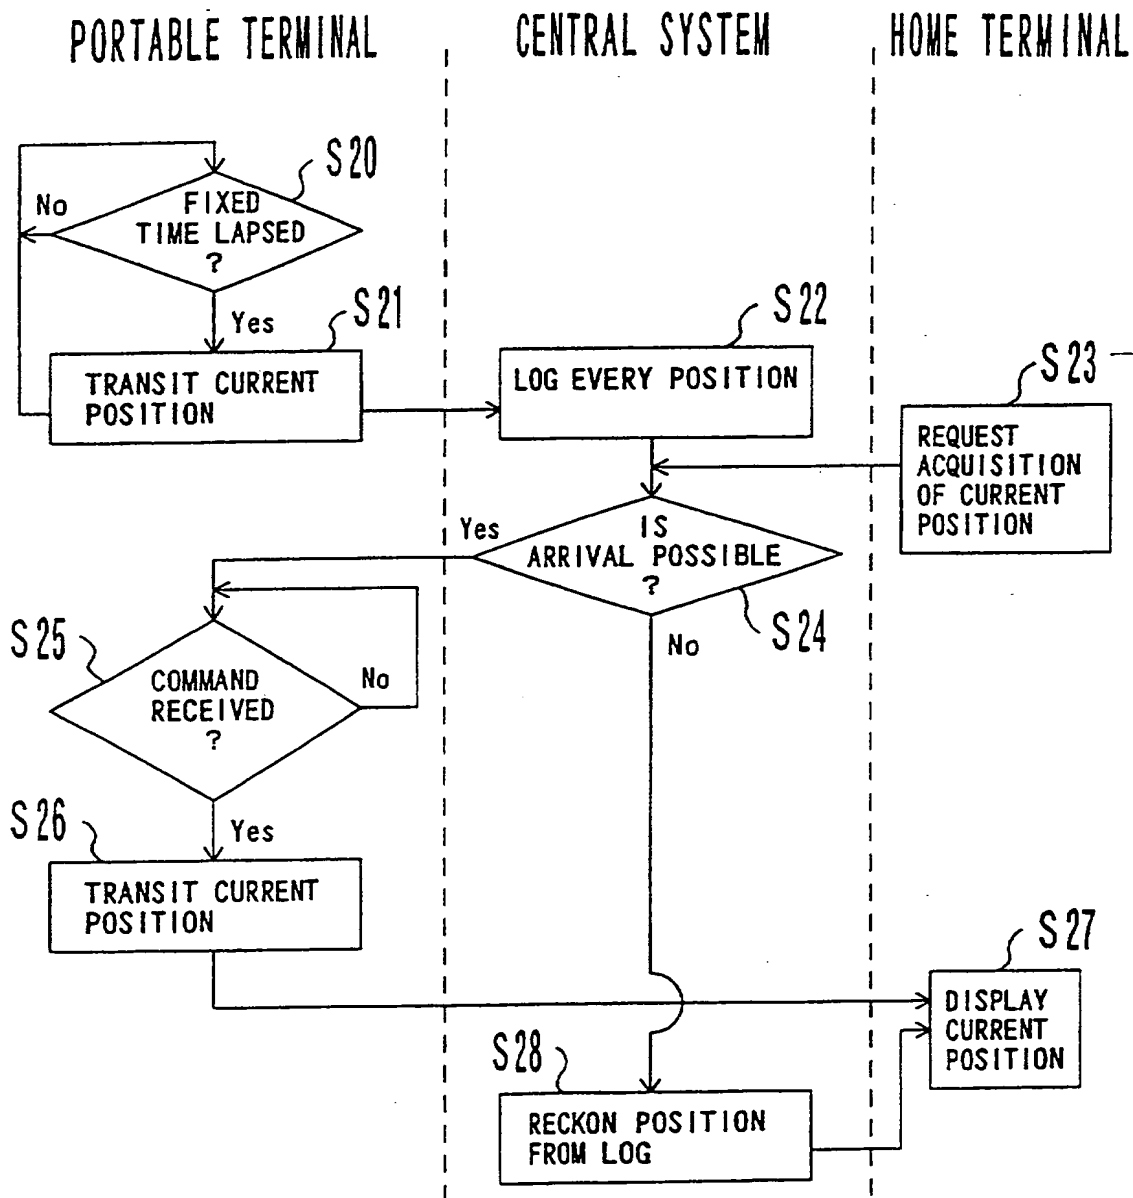 PORTABLE TERMINAL
CENTRAL SYSTEM
HOME TERMINAL
S20
No
FIXED
TIME LAPSED
?
Yes
S21
TRANSIT CURRENT
POSITION
S22
LOG EVERY POSITION
S23
REQUEST
ACQUISITION
OF CURRENT
POSITION
Yes
IS
ARRIVAL POSSIBLE
?
S24
No
S25
COMMAND
RECEIVED
?
No
S26
Yes
TRANSIT CURRENT
POSITION
S27
DISPLAY
CURRENT
POSITION
S28
RECKON POSITION
FROM LOG